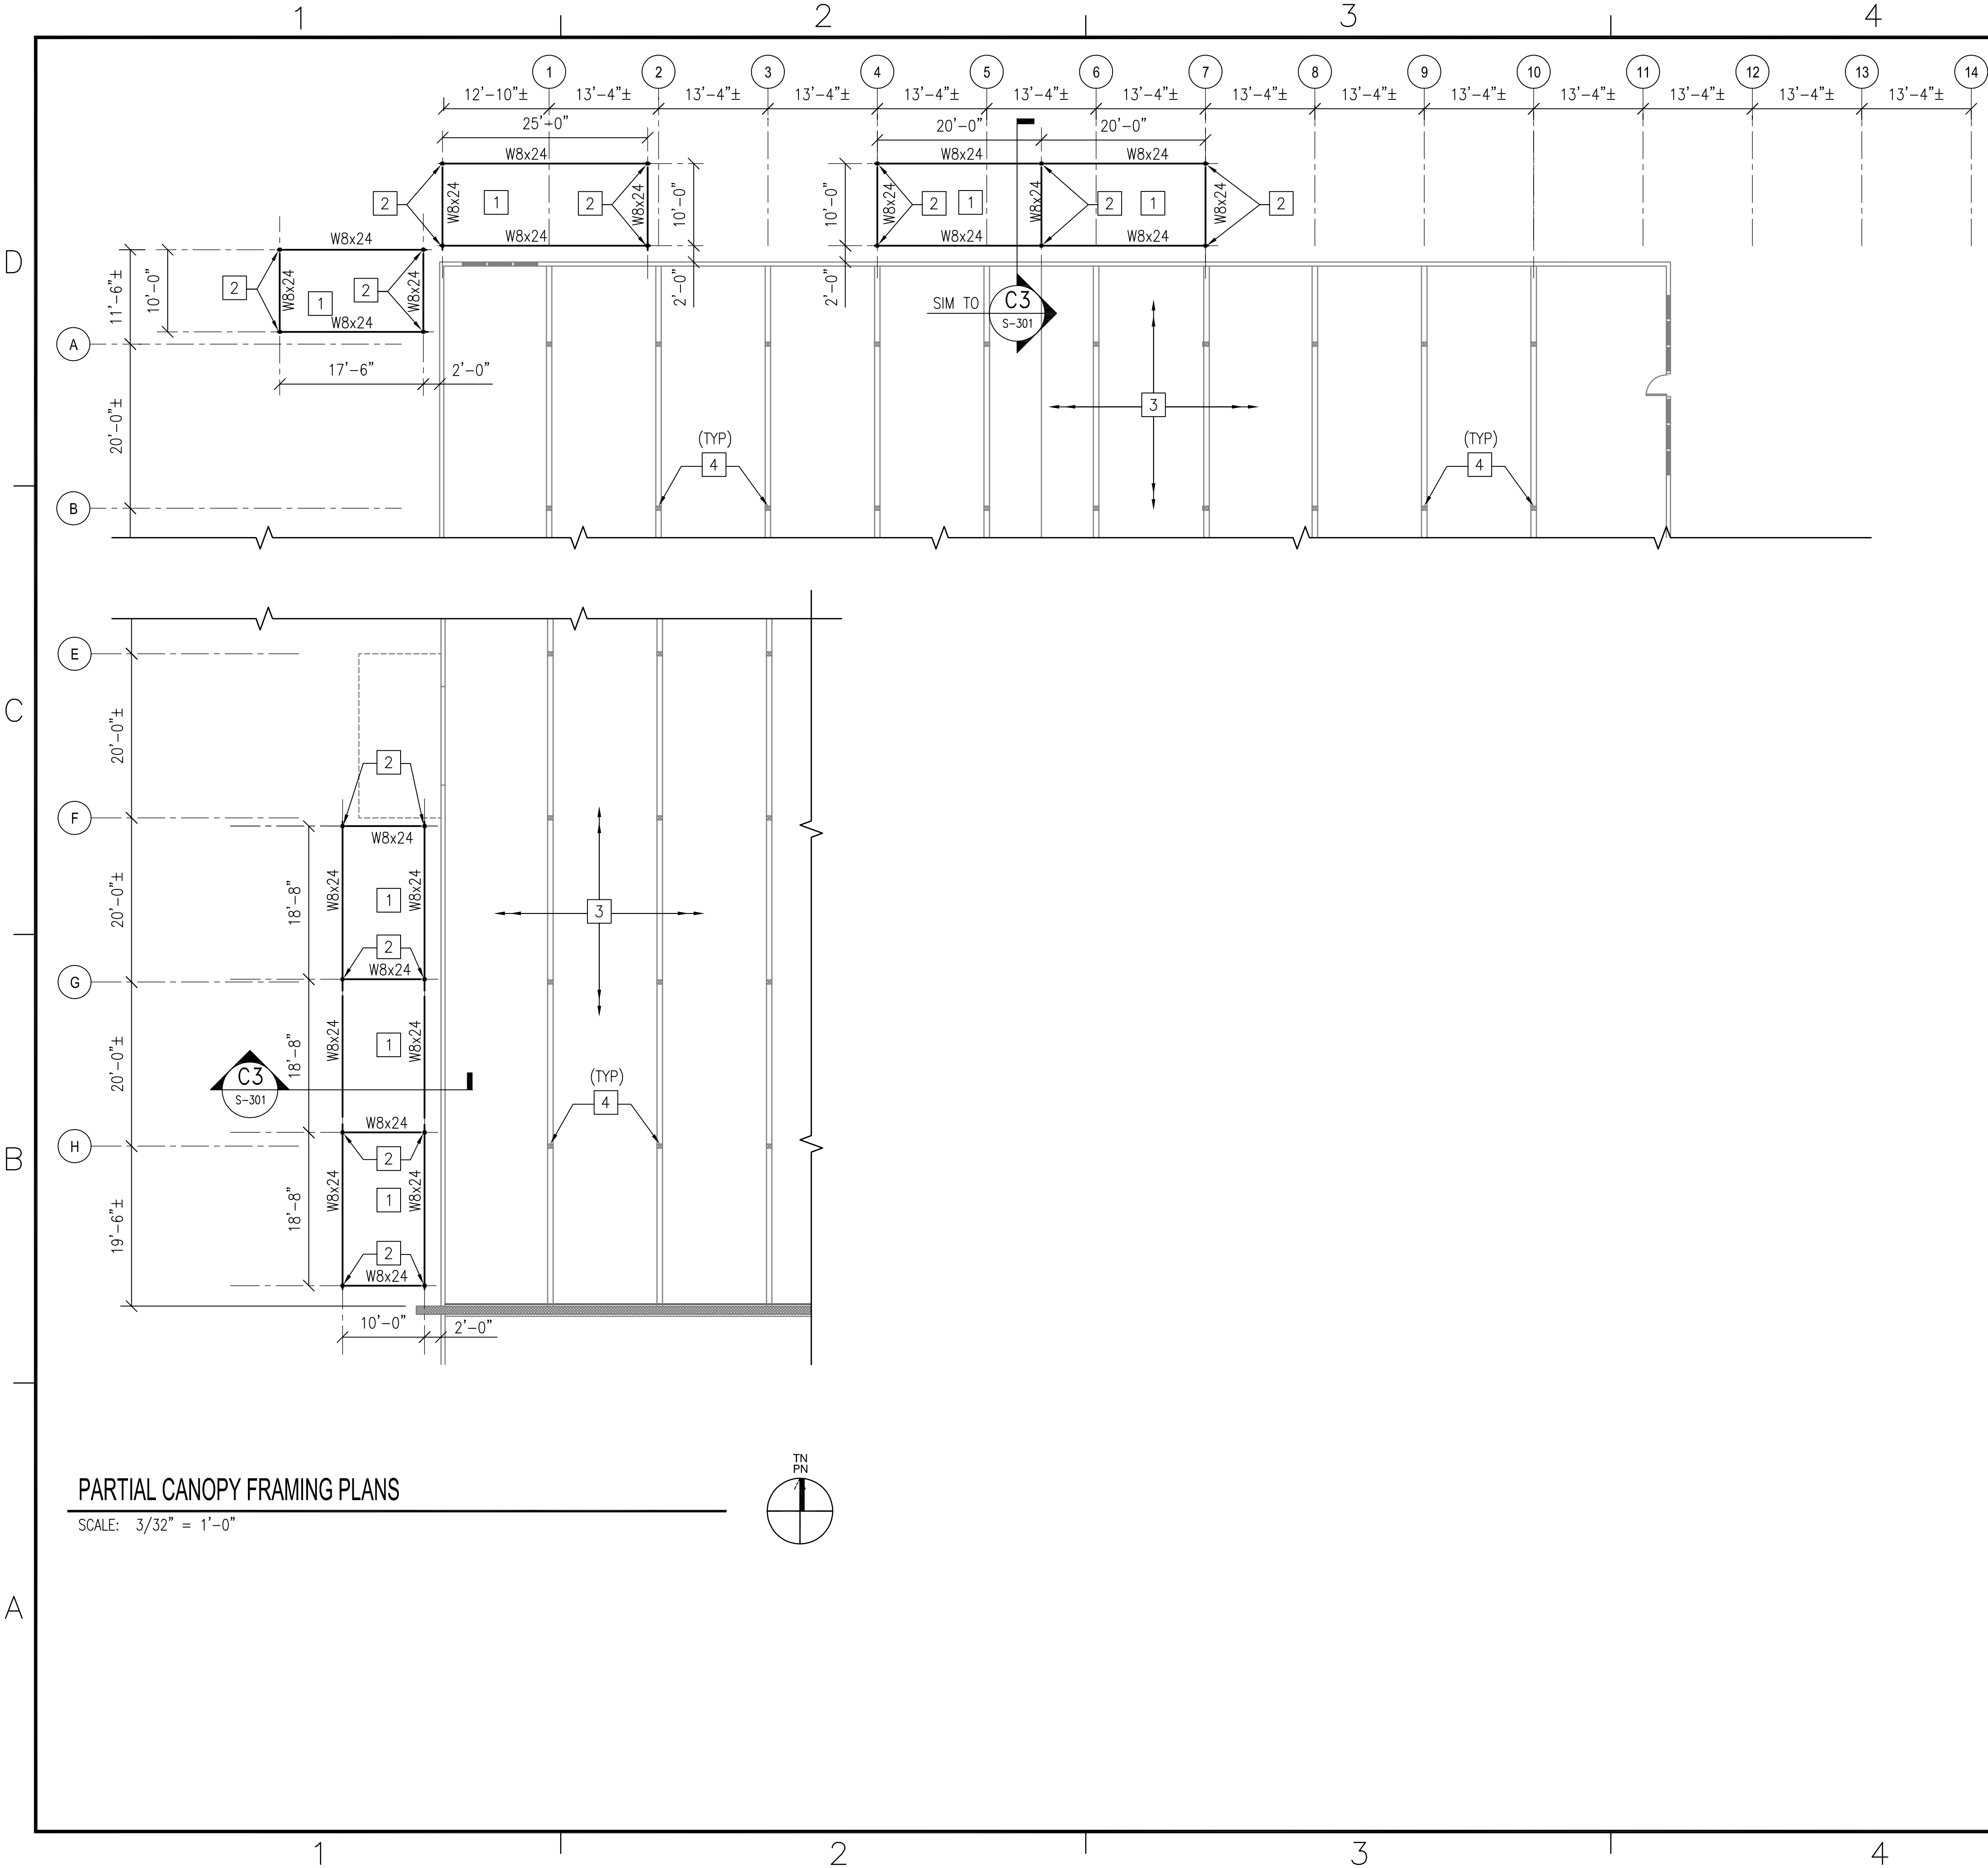 1 2 3 4
1 2 3 4 5 6 7 8 9 10 11 12 13 14
12'-10"± 13'-4"± 13'-4"± 13'-4"± 13'-4"± 13'-4"± 13'-4"± 13'-4"± 13'-4"± 13'-4"± 13'-4"± 13'-4"± 13'-4"± 13'-4"±
25'-0" 20'-0" 20'-0"
W8x24 W8x24 W8x24
2 W8x24 1 2 W8x24 10'-0" 10'-0" W8x24 2 1 W8x24 2 1 W8x24 2
W8x24 W8x24 W8x24
D
W8x24
11'-6"± 10'-0" 2 W8x24 1 2 W8x24 2'-0" 2'-0"
W8x24
SIM TO C3
S-301
A
17'-6" 2'-0"
3
20'-0"±
(TYP) (TYP)
4 4
B
E
C
20'-0"±
2
F
W8x24
20'-0"± 18'-8" W8x24 1 W8x24
3
2
W8x24
G
20'-0"± 18'-8" W8x24 1 W8x24
C3
S-301
(TYP)
4
W8x24
H
B
2
19'-6"± 18'-8" W8x24 1 W8x24
2
W8x24
10'-0" 2'-0"
TN
PN
PARTIAL CANOPY FRAMING PLANS
SCALE: 3/32" = 1'-0"
A
1 2 3 4